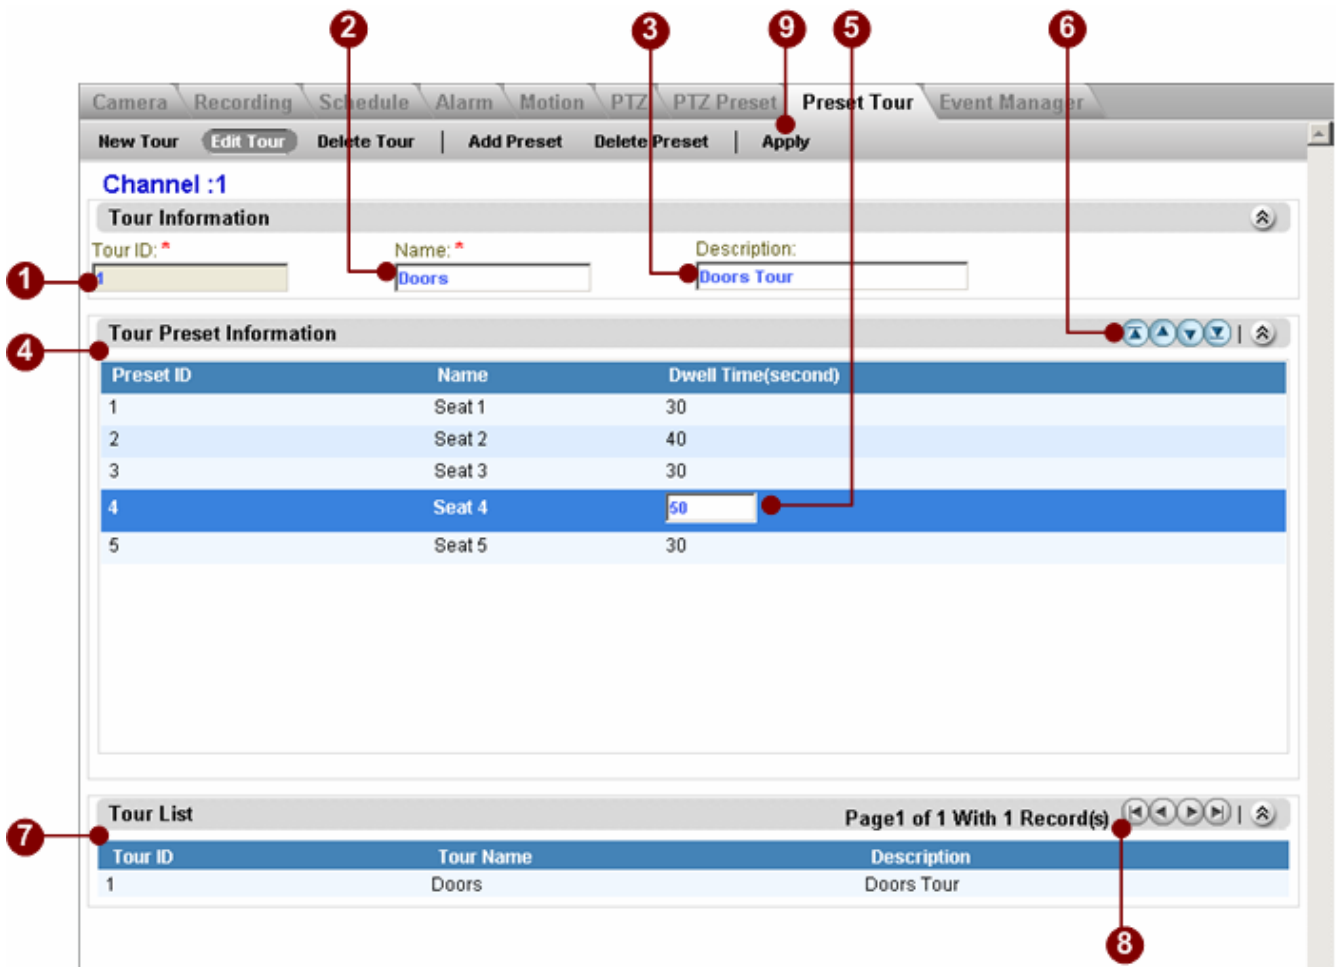 2 3 9 5 6
Camera Recording Schedule Alarm Motion PTZ PTZ Preset Preset Tour Event Manager
New Tour Edit Tour Delete Tour | Add Preset Delete Preset | Apply
Channel :1
Tour Information
Tour ID: * Name: * Description:
1 1 Doors Doors Tour
Tour Preset Information |
4
Preset ID Name Dwell Time(second)
1 Seat 1 30
2 Seat 2 40
3 Seat 3 30
4 Seat 4 50
5 Seat 5 30
Tour List Page1 of 1 With 1 Record(s) |
7
Tour ID Tour Name Description
1 Doors Doors Tour
8